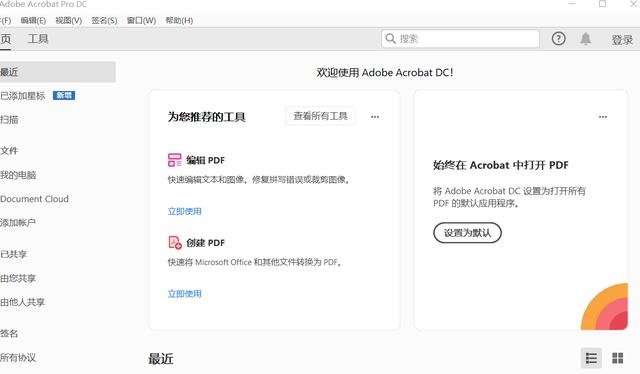 Adobe Acrobat Pro DC
(F) 编辑(E) 视图(V) 签名(S) 窗口(W) 帮助(H)
页 工具 搜索 登录
最近
已添加星标 新增
扫描
文件
我的电脑
Document Cloud
添加帐户
已共享
由您共享
由他人共享
签名
所有协议
欢迎使用 Adobe Acrobat DC!
为您推荐的工具 查看所有工具
编辑 PDF
快速编辑文本和图像。修复拼写错误或裁剪图像。
立即使用
创建 PDF
快速将 Microsoft Office 和其他文件转换为 PDF。
立即使用
始终在 Acrobat 中打开 PDF
将 Adobe Acrobat DC 设置为打开所有
PDF 的默认应用程序。
设置为默认
最近